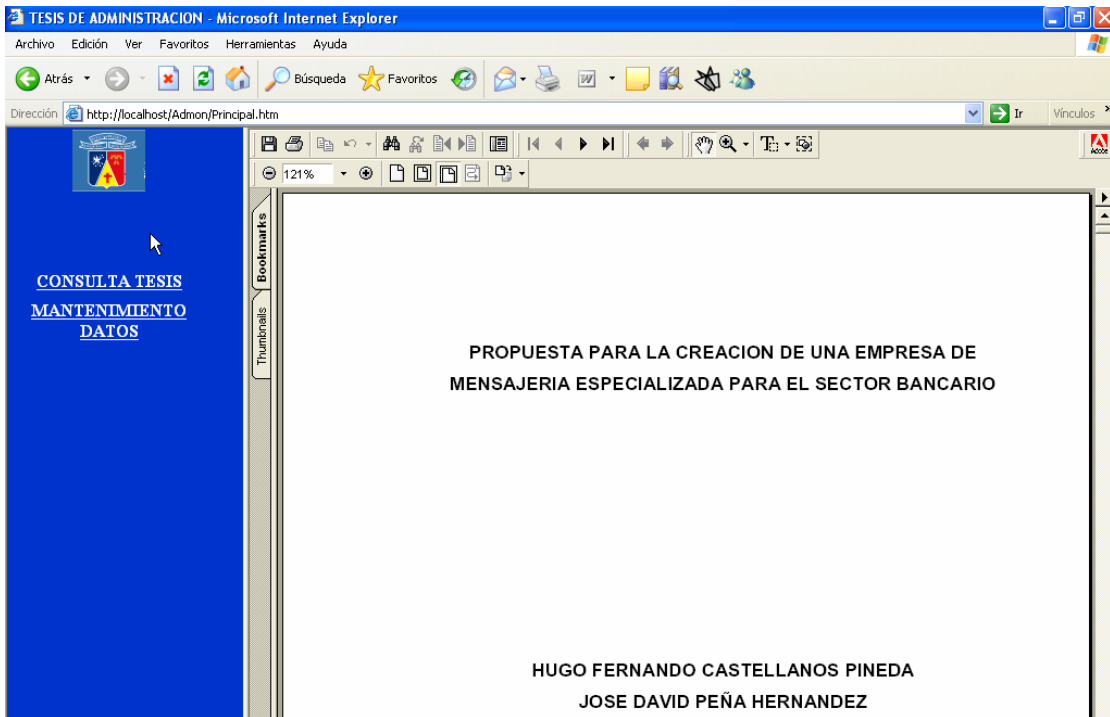 TESIS DE ADMINISTRACION - Microsoft Internet Explorer
Archivo Edición Ver Favoritos Herramientas Ayuda
Atrás Búsqueda Favoritos
Dirección http://localhost/Admon/Principal.htm Ir Vínculos
Adobe
121%
Bookmarks
Thumbnails
CONSULTA TESIS
MANTENIMIENTO
DATOS
PROPUESTA PARA LA CREACION DE UNA EMPRESA DE
MENSAJERIA ESPECIALIZADA PARA EL SECTOR BANCARIO
HUGO FERNANDO CASTELLANOS PINEDA
JOSE DAVID PEÑA HERNANDEZ